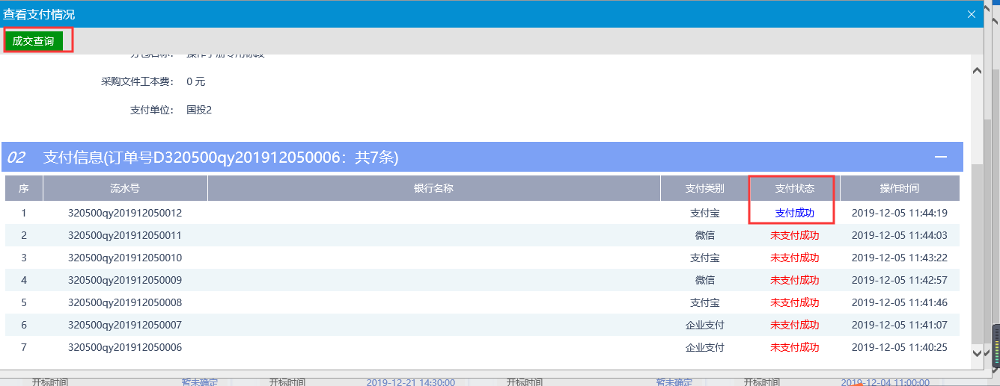 查看支付情况
成交查询
分包名称： 操作手册专用标段
采购文件工本费： 0 元
支付单位： 国投2
02 支付信息(订单号D320500qy201912050006：共7条)
序 流水号 银行名称 支付类别 支付状态 操作时间
1 320500qy201912050012 支付宝 支付成功 2019-12-05 11:44:19
2 320500qy201912050011 微信 未支付成功 2019-12-05 11:44:03
3 320500qy201912050010 支付宝 未支付成功 2019-12-05 11:43:22
4 320500qy201912050009 微信 未支付成功 2019-12-05 11:42:57
5 320500qy201912050008 支付宝 未支付成功 2019-12-05 11:41:46
6 320500qy201912050007 企业支付 未支付成功 2019-12-05 11:41:07
7 320500qy201912050006 企业支付 未支付成功 2019-12-05 11:40:25
开标时间 暂未确定 开标时间 2019-12-21 14:30:00 开标时间 暂未确定 开标时间 2019-12-04 11:00:00